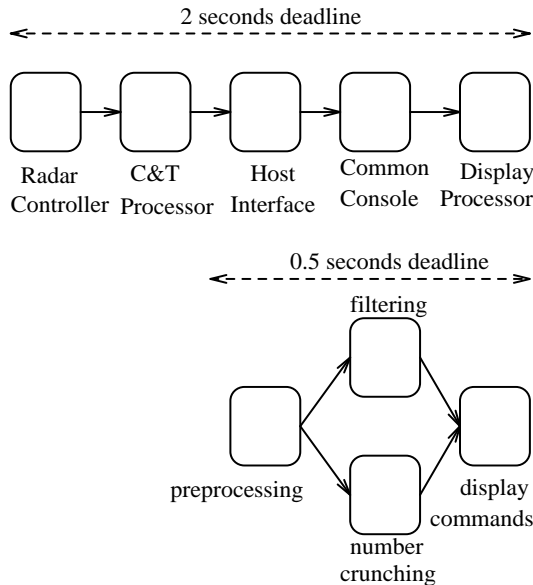 2 seconds deadline
Radar
Controller
C&T
Processor
Host
Interface
Common
Console
Display
Processor
0.5 seconds deadline
filtering
preprocessing
display
commands
number
crunching